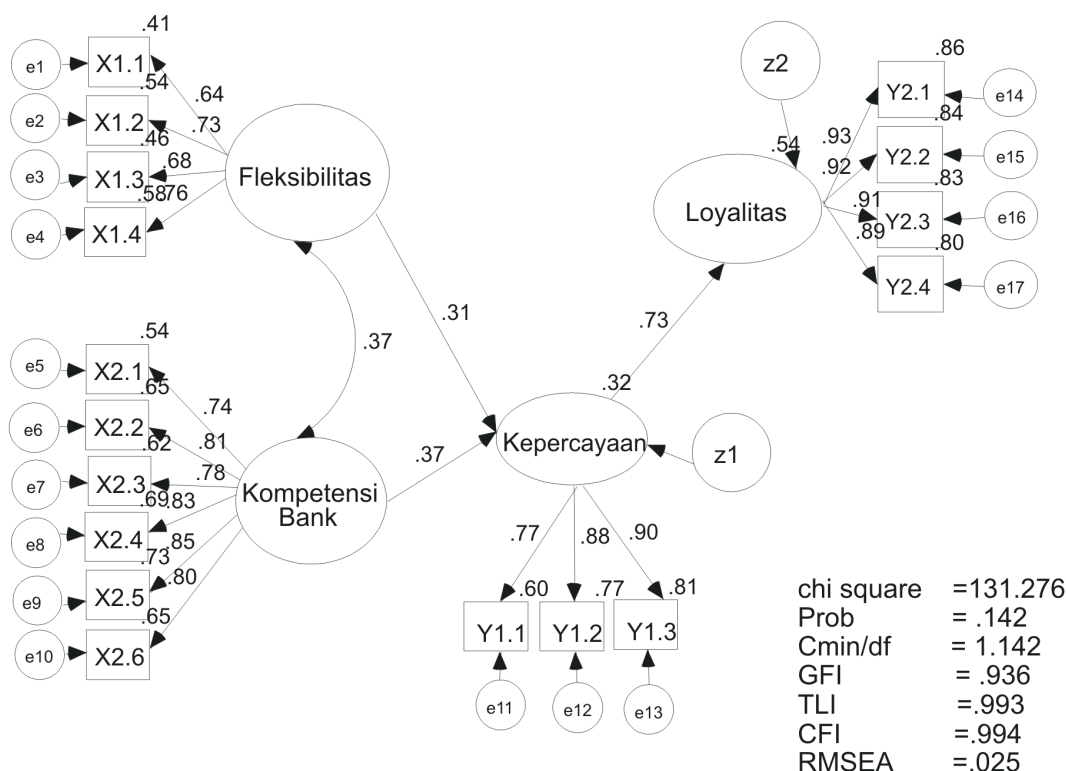 .41
e1
X1.1
.54
.64
e2
X1.2
.73
.46
e3
X1.3
.68
.58
.76
e4
X1.4
Fleksibilitas
.54
e5
X2.1
.65
.74
e6
X2.2
.81
.62
e7
X2.3
.78
.69
.83
e8
X2.4
.85
.73
e9
X2.5
.80
.65
e10
X2.6
Kompetensi
Bank
.37
.31
.37
.32
Kepercayaan
z1
.73
.77
.88
.90
.60
.77
.81
Y1.1
Y1.2
Y1.3
e11
e12
e13
z2
.54
Loyalitas
.86
.93
Y2.1
e14
.84
.92
Y2.2
e15
.83
.91
Y2.3
e16
.89
.80
Y2.4
e17
chi square =131.276
Prob = .142
Cmin/df = 1.142
GFI = .936
TLI =.993
CFI =.994
RMSEA =.025